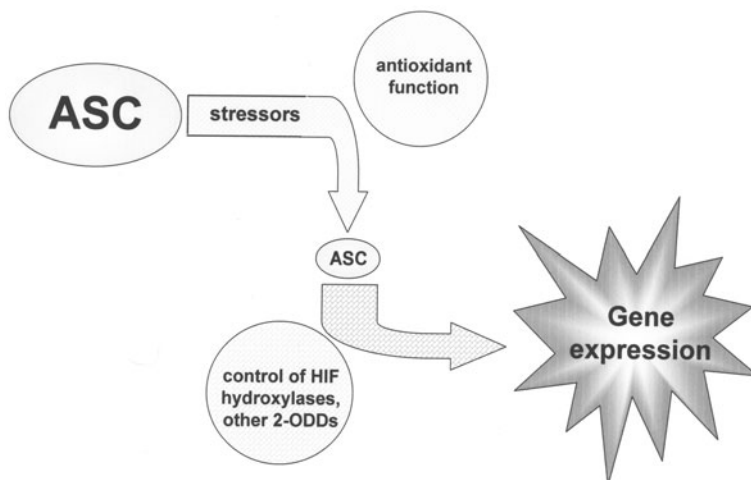 ASC
stressors
antioxidant
function
ASC
control of HIF
hydroxylases,
other 2-ODDs
Gene
expression